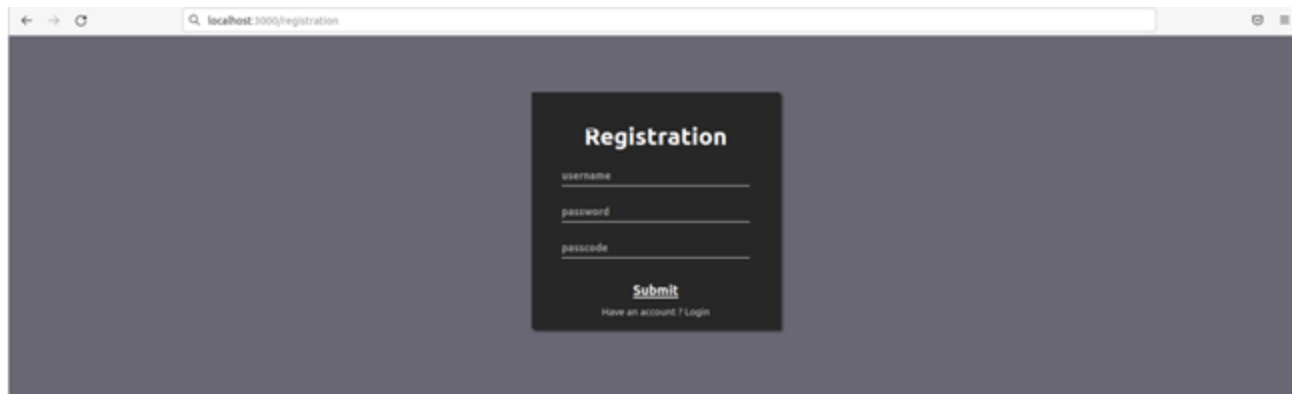 localhost:3000/registration
Registration
username
password
passcode
Submit
Have an account ? Login